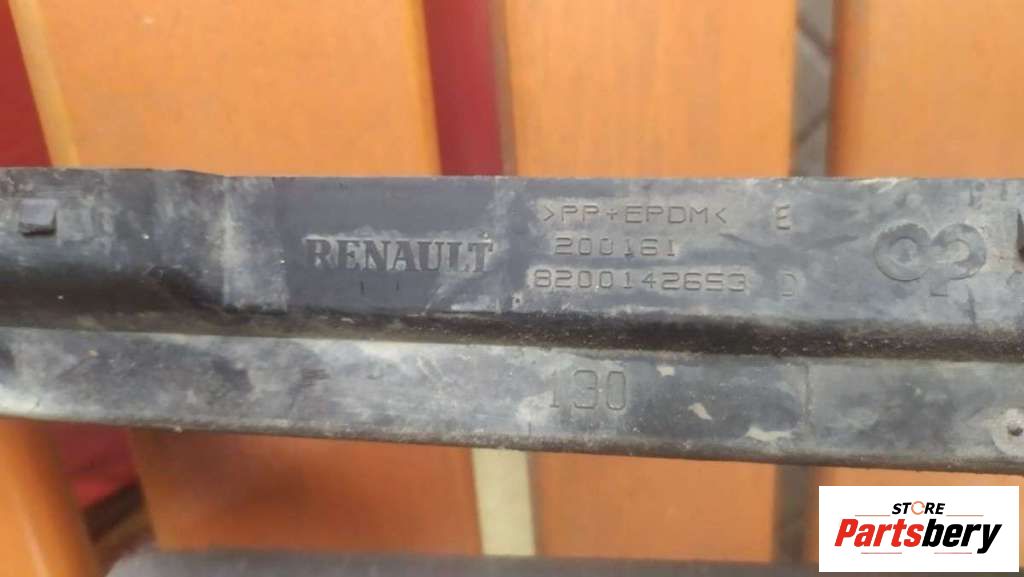 >PP+EPDM< E
RENAULT 200161
8200142653 D
130
STORE
Partsbery